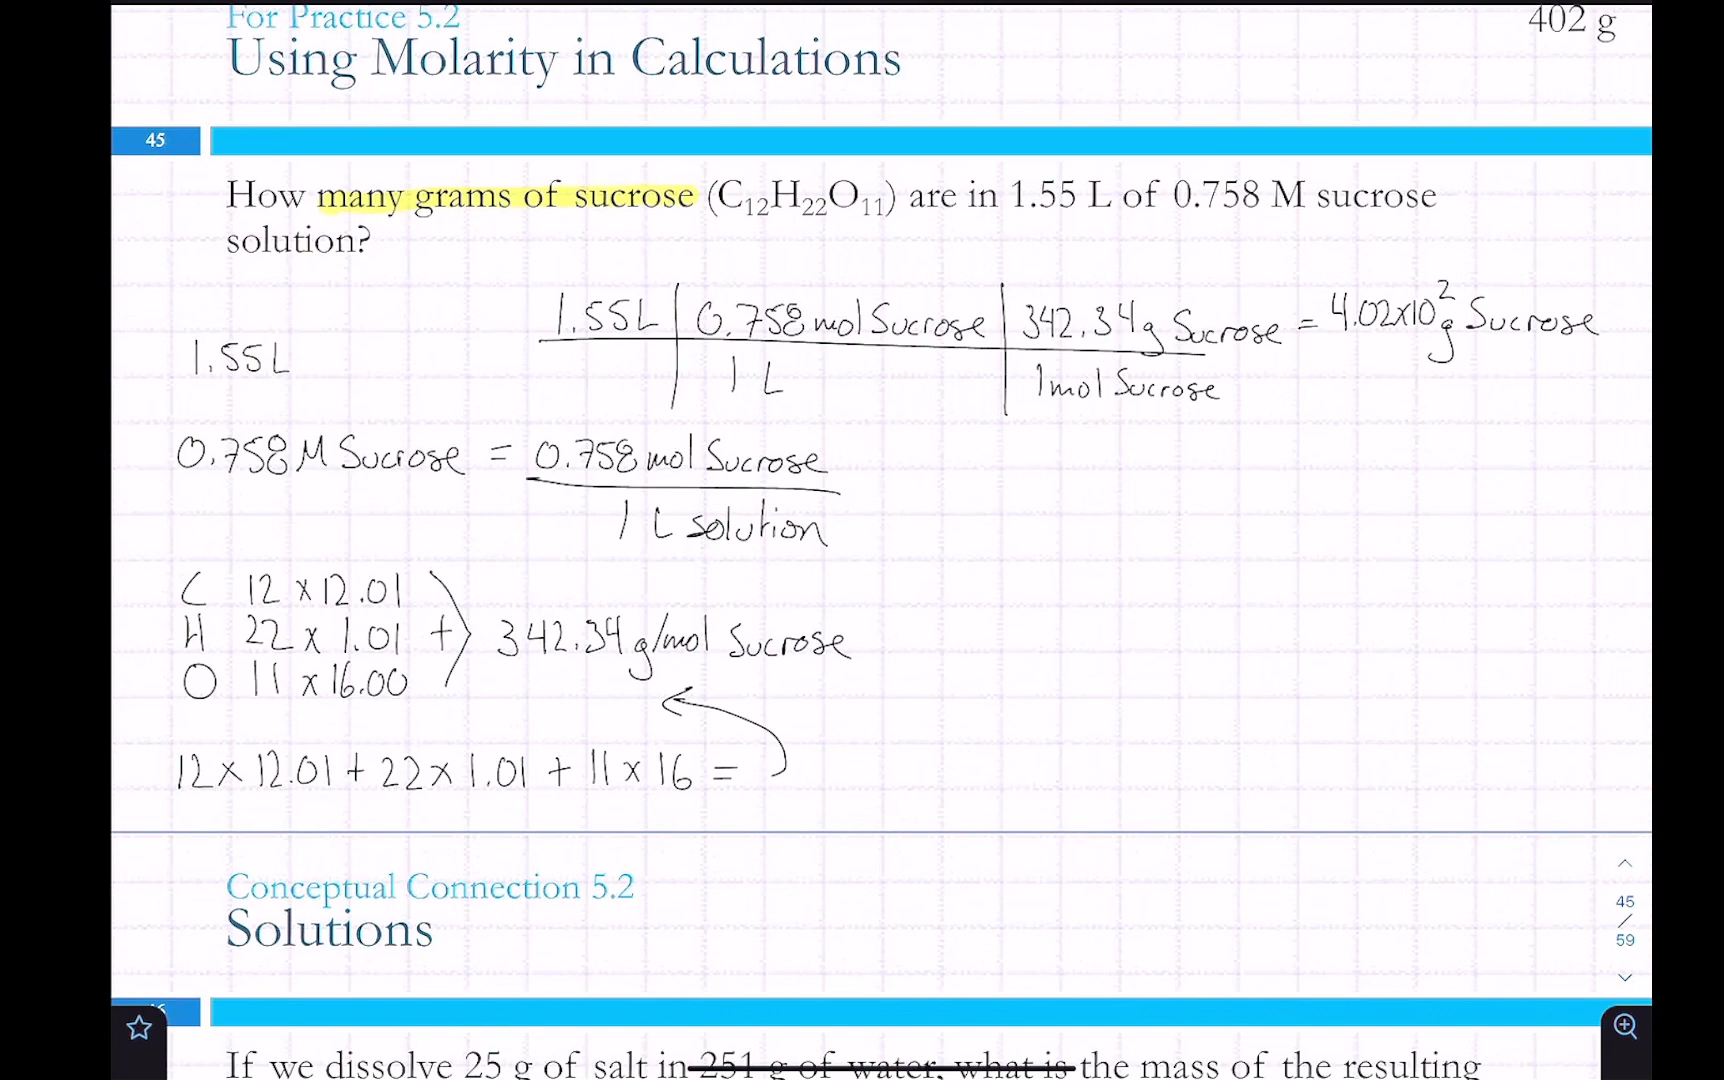 For Practice 5.2
402 g
Using Molarity in Calculations
45
How many grams of sucrose (C₁₂H₂₂O₁₁) are in 1.55 L of 0.758 M sucrose
solution?
1.55L | 0.758 mol Sucrose | 342.34g Sucrose = 4.02x10² g Sucrose
1 L | 1 mol Sucrose
1.55L
0.758 M Sucrose = 0.758 mol Sucrose
1 L solution
C 12 x 12.01
H 22 x 1.01 + 342.34 g/mol Sucrose
O 11 x 16.00
12 x 12.01 + 22 x 1.01 + 11 x 16 =
Conceptual Connection 5.2
Solutions
45
/
59
If we dissolve 25 g of salt in 251 g of water, what is the mass of the resulting